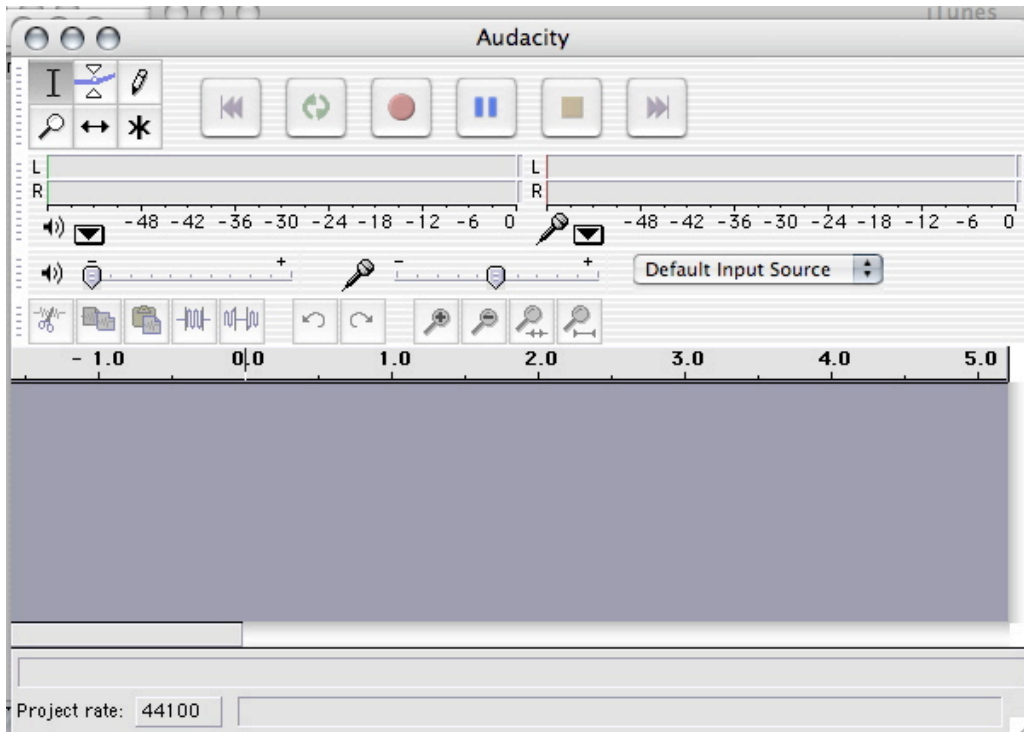 iTunes
Audacity
L L
R R
-48 -42 -36 -30 -24 -18 -12 -6 0 -48 -42 -36 -30 -24 -18 -12 -6 0
- + - + Default Input Source
- 1.0 0.0 1.0 2.0 3.0 4.0 5.0
Project rate: 44100